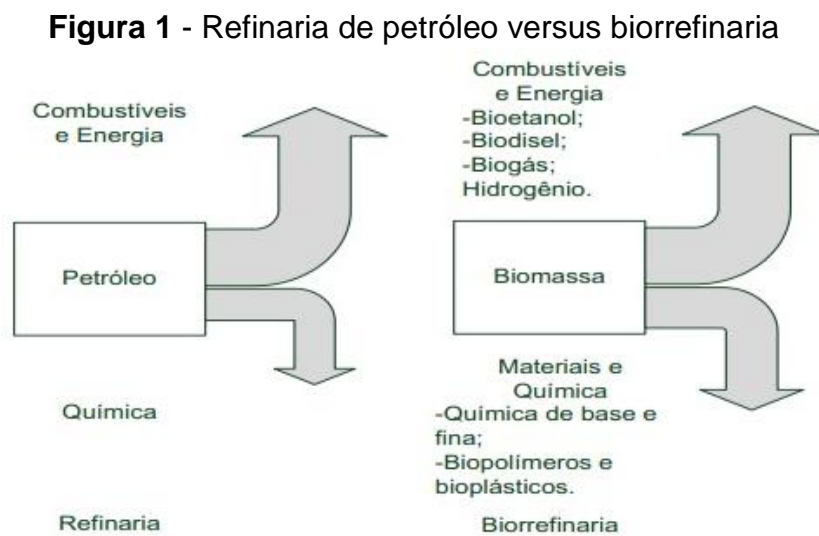 Figura 1 - Refinaria de petróleo versus biorrefinaria
Combustíveis
e Energia
Petróleo
Química
Refinaria
Combustíveis
e Energia
-Bioetanol;
-Biodisel;
-Biogás;
Hidrogênio.
Biomassa
Materiais e
Química
-Química de base e
fina;
-Biopolímeros e
bioplásticos.
Biorrefinaria